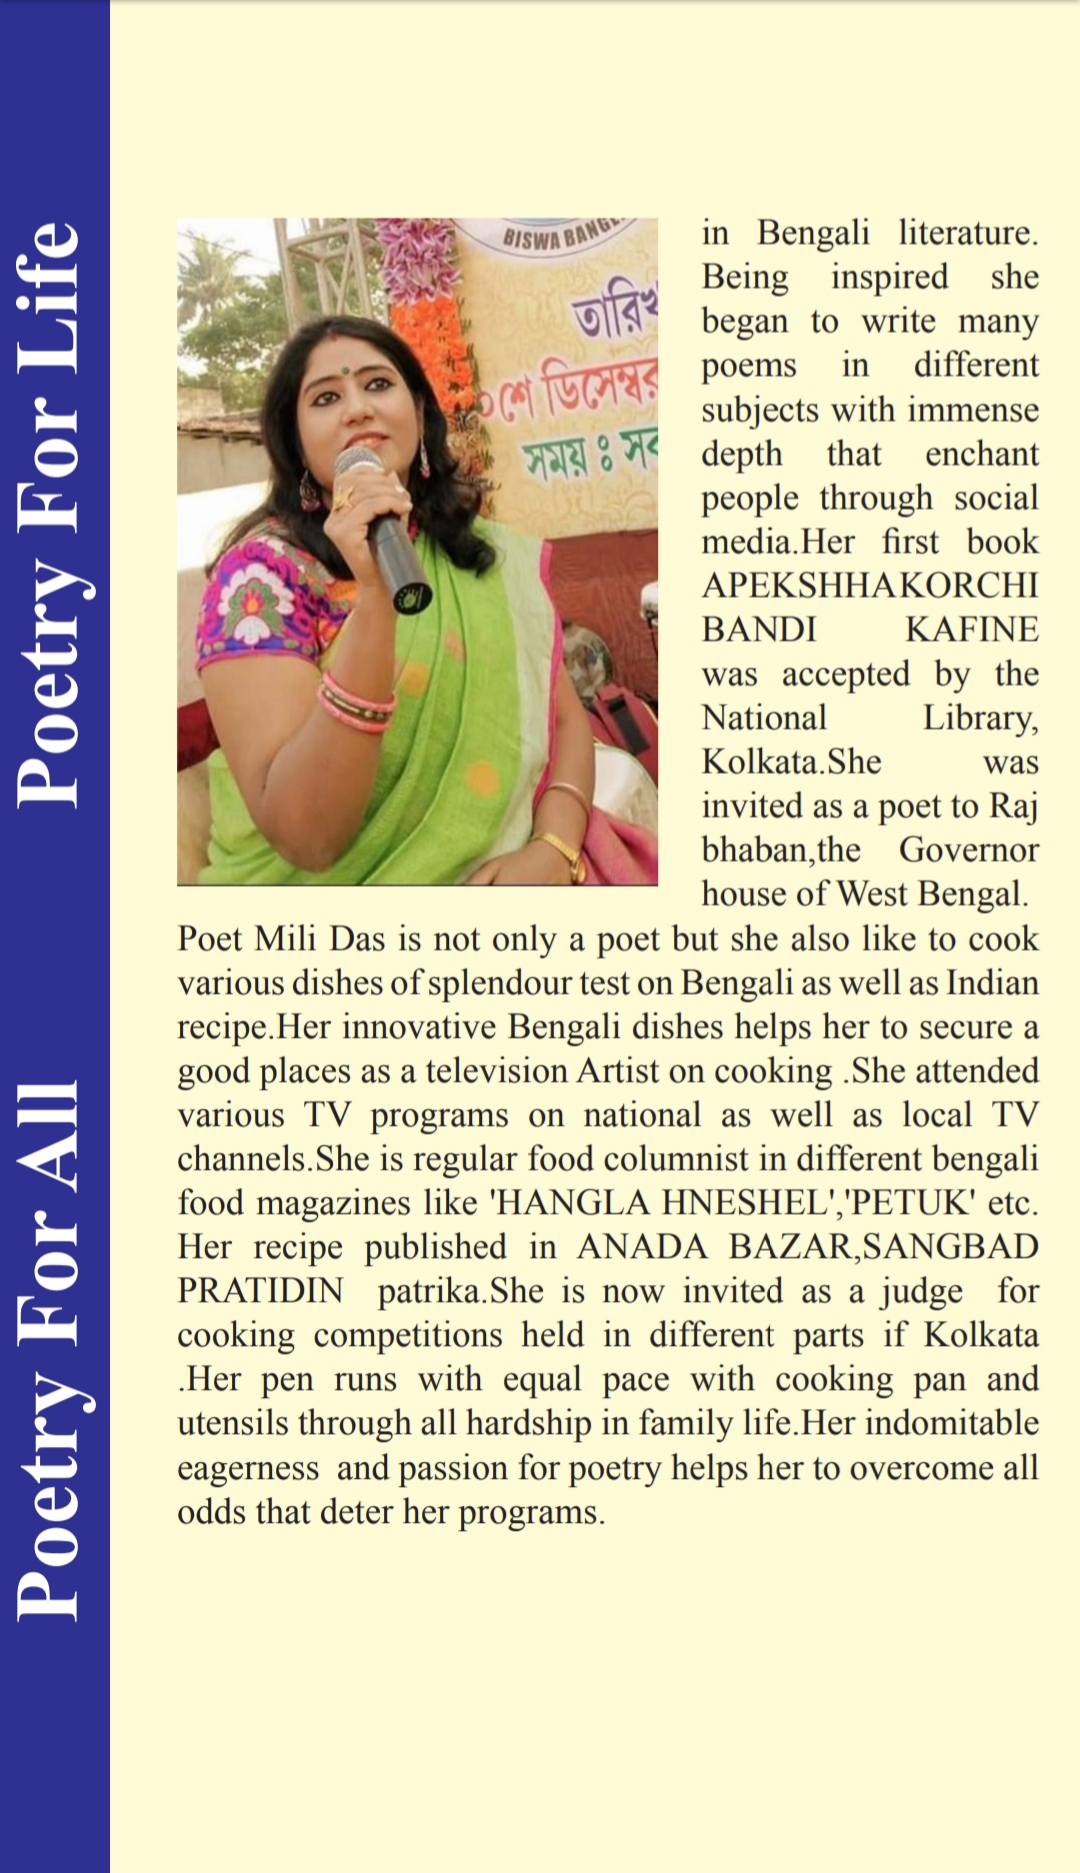 Poetry For Life
Poetry For All
BISWA BANGL
তারিখ
০শে ডিসেম্বর
সময় ঃ সক
in Bengali literature.
Being inspired she
began to write many
poems in different
subjects with immense
depth that enchant
people through social
media.Her first book
APEKSHHAKORCHI
BANDI KAFINE
was accepted by the
National Library,
Kolkata.She was
invited as a poet to Raj
bhaban,the Governor
house of West Bengal.
Poet Mili Das is not only a poet but she also like to cook
various dishes of splendour test on Bengali as well as Indian
recipe.Her innovative Bengali dishes helps her to secure a
good places as a television Artist on cooking .She attended
various TV programs on national as well as local TV
channels.She is regular food columnist in different bengali
food magazines like 'HANGLA HNESHEL','PETUK' etc.
Her recipe published in ANADA BAZAR,SANGBAD
PRATIDIN patrika.She is now invited as a judge for
cooking competitions held in different parts if Kolkata
.Her pen runs with equal pace with cooking pan and
utensils through all hardship in family life.Her indomitable
eagerness and passion for poetry helps her to overcome all
odds that deter her programs.